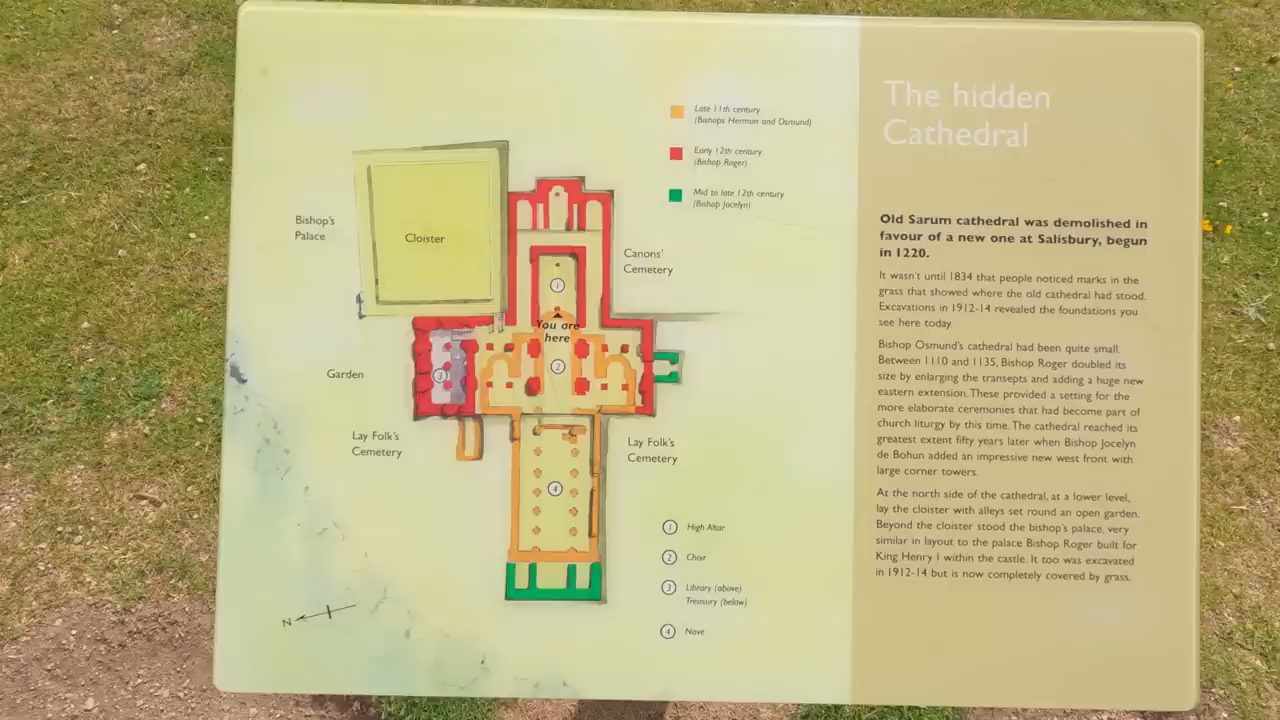 The hidden
Cathedral
Old Sarum cathedral was demolished in
favour of a new one at Salisbury, begun
in 1220.
It wasn't until 1834 that people noticed marks in the
grass that showed where the old cathedral had stood.
Excavations in 1912-14 revealed the foundations you
see here today.
Bishop Osmund's cathedral had been quite small.
Between 1110 and 1135, Bishop Roger doubled its
size by enlarging the transepts and adding a huge new
eastern extension. These provided a setting for the
more elaborate ceremonies that had become part of
church liturgy by this time. The cathedral reached its
greatest extent fifty years later when Bishop Jocelyn
de Bohun added an impressive new west front with
large corner towers.
At the north side of the cathedral, at a lower level,
lay the cloister with alleys set round an open garden.
Beyond the cloister stood the bishop's palace, very
similar in layout to the palace Bishop Roger built for
King Henry I within the castle. It too was excavated
in 1912-14 but is now completely covered by grass.
Late 11th century
(Bishops Herman and Osmund)
Early 12th century
(Bishop Roger)
Mid to late 12th century
(Bishop Jocelyn)
Bishop's
Palace
Cloister
Canons'
Cemetery
1
You are
here
2
3
Garden
Lay Folk's
Cemetery
Lay Folk's
Cemetery
4
1 High Altar
2 Choir
3 Library (above)
Treasury (below)
4 Nave
N